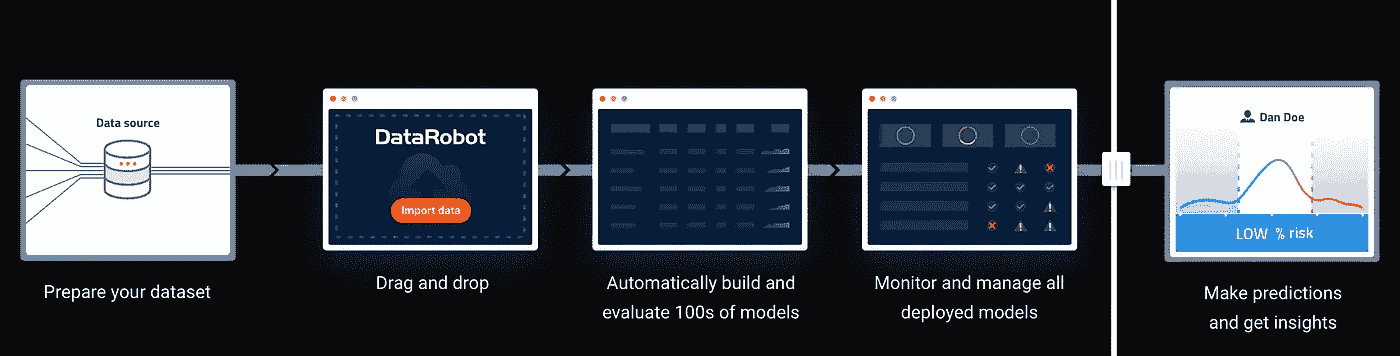 Data source
Prepare your dataset
DataRobot
Import data
Drag and drop
Automatically build and
evaluate 100s of models
Monitor and manage all
deployed models
Dan Doe
LOW % risk
Make predictions
and get insights